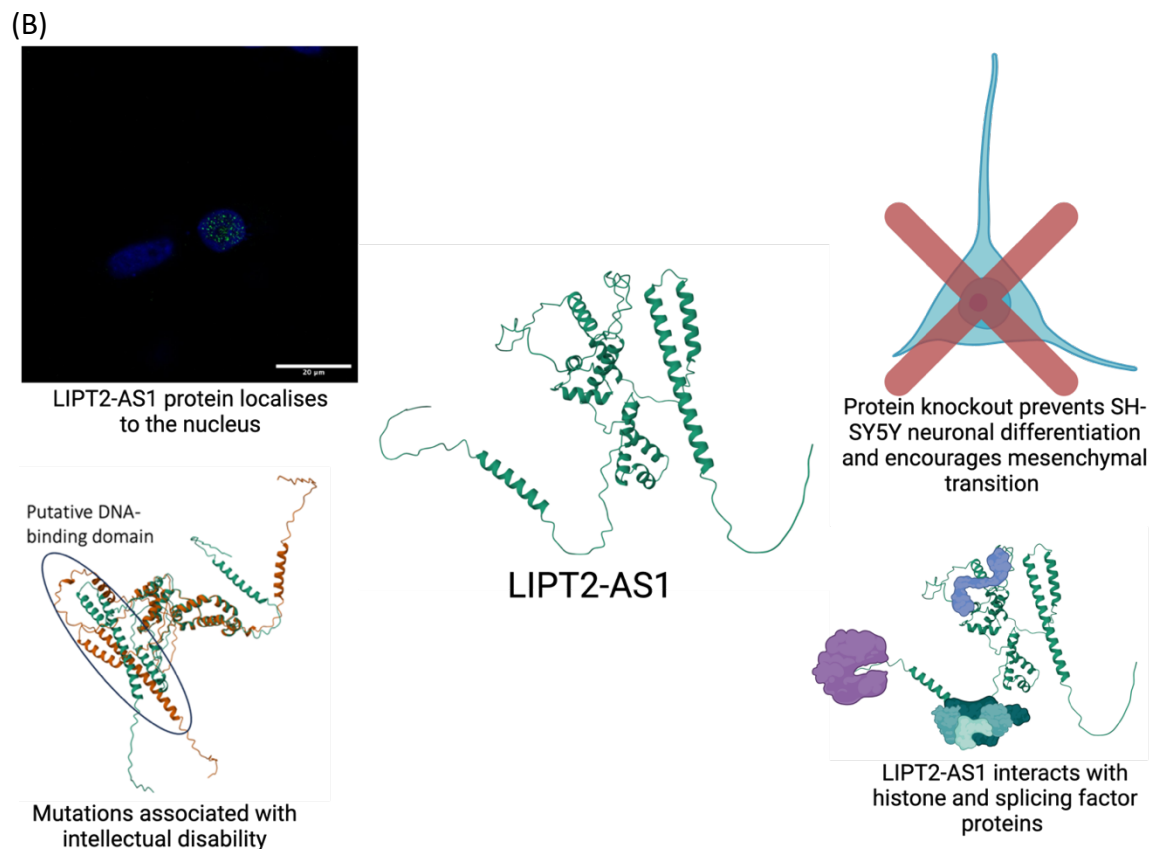 (B)
20 µm
LIPT2-AS1 protein localises
to the nucleus
Protein knockout prevents SH-
SY5Y neuronal differentiation
and encourages mesenchymal
transition
LIPT2-AS1
Putative DNA-
binding domain
Mutations associated with
intellectual disability
LIPT2-AS1 interacts with
histone and splicing factor
proteins